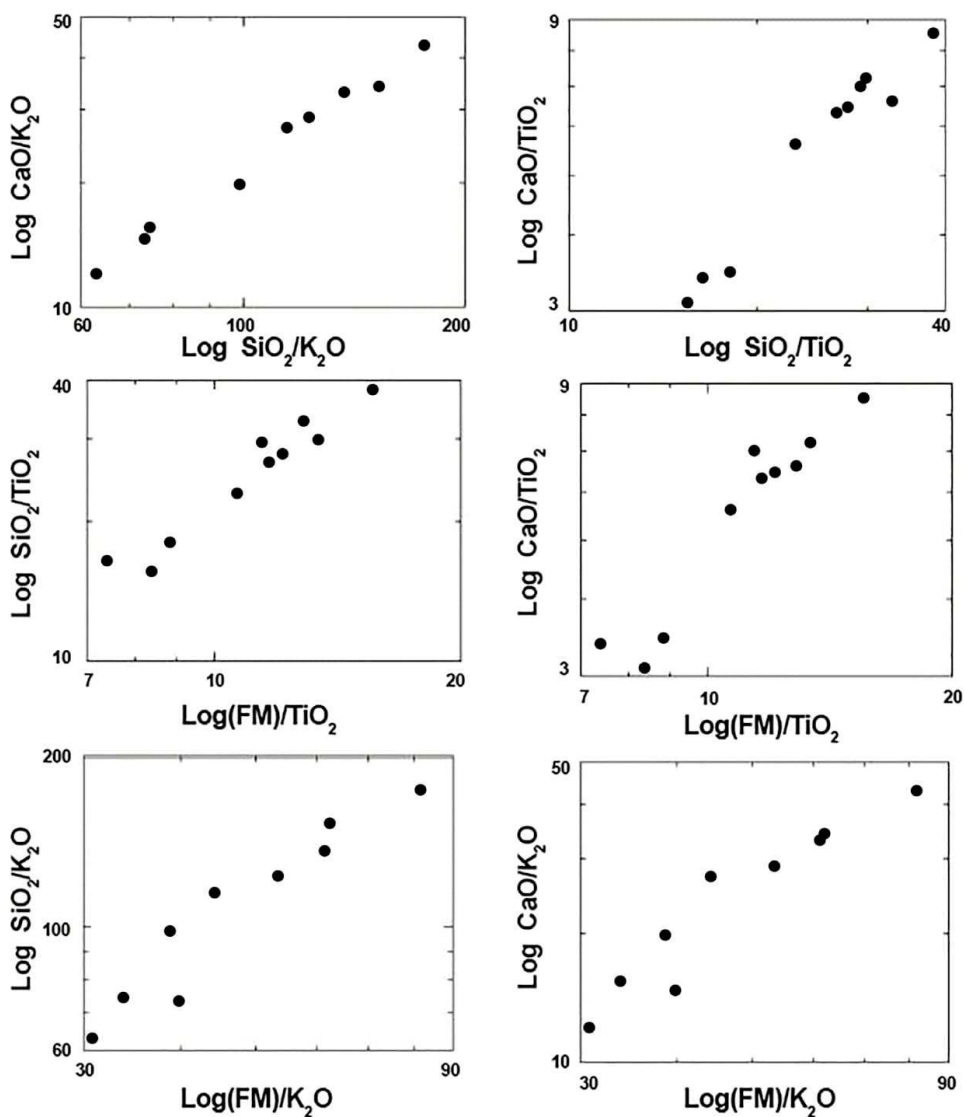 50
Log CaO/K₂O
10
60
100
200
Log SiO₂/K₂O
9
Log CaO/TiO₂
3
10
40
Log SiO₂/TiO₂
40
Log SiO₂/TiO₂
10
7
10
20
Log(FM)/TiO₂
9
Log CaO/TiO₂
3
7
10
20
Log(FM)/TiO₂
200
Log SiO₂/K₂O
100
60
30
90
Log(FM)/K₂O
50
Log CaO/K₂O
10
30
90
Log(FM)/K₂O